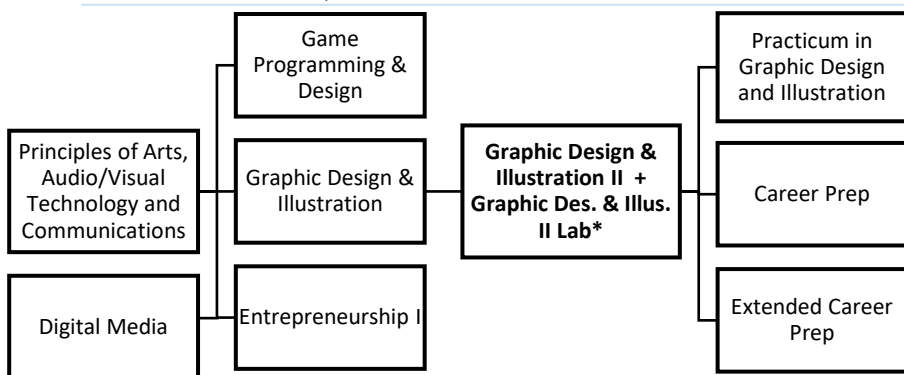 Principles of Arts,
Audio/Visual
Technology and
Communications
Digital Media
Game
Programming &
Design
Graphic Design &
Illustration
Entrepreneurship I
Graphic Design &
Illustration II +
Graphic Des. & Illus.
II Lab*
Practicum in
Graphic Design
and Illustration
Career Prep
Extended Career
Prep